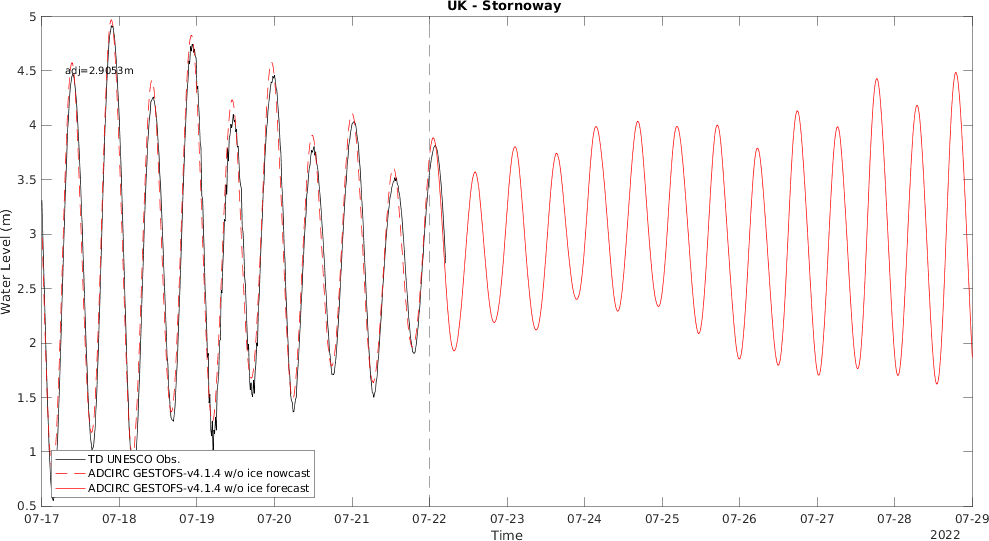 UK - Stornoway
5
4.5
4
3.5
3
2.5
2
1.5
1
0.5
Water Level (m)
adj=2.9053m
TD UNESCO Obs.
ADCIRC GESTOFS-v4.1.4 w/o ice nowcast
ADCIRC GESTOFS-v4.1.4 w/o ice forecast
07-17 07-18 07-19 07-20 07-21 07-22 07-23 07-24 07-25 07-26 07-27 07-28 07-29
Time
2022